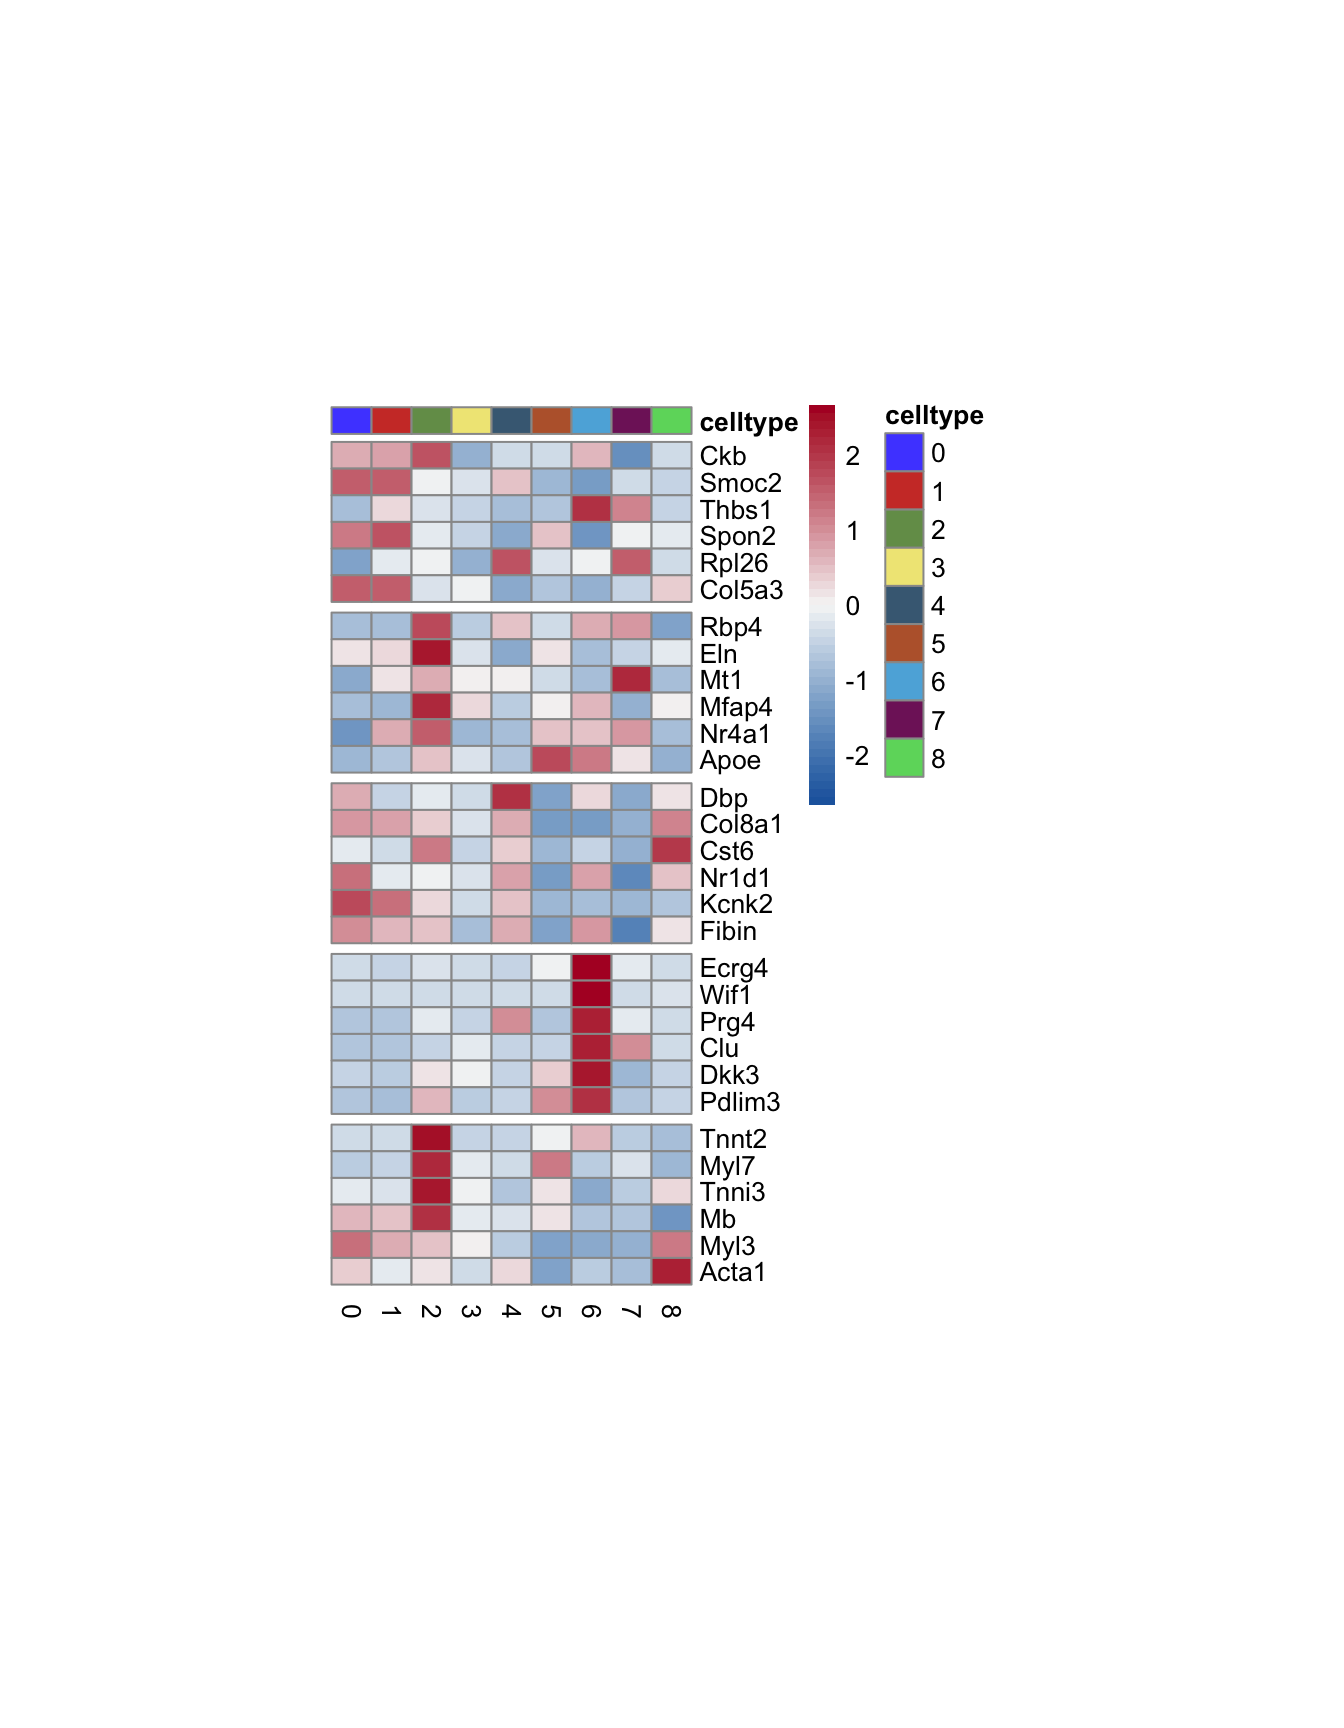 celltype
Ckb
Smoc2
Thbs1
Spon2
Rpl26
Col5a3
Rbp4
Eln
Mt1
Mfap4
Nr4a1
Apoe
Dbp
Col8a1
Cst6
Nr1d1
Kcnk2
Fibin
Ecrg4
Wif1
Prg4
Clu
Dkk3
Pdlim3
Tnnt2
Myl7
Tnni3
Mb
Myl3
Acta1
0 1 2 3 4 5 6 7 8
2
1
0
-1
-2
celltype
0
1
2
3
4
5
6
7
8